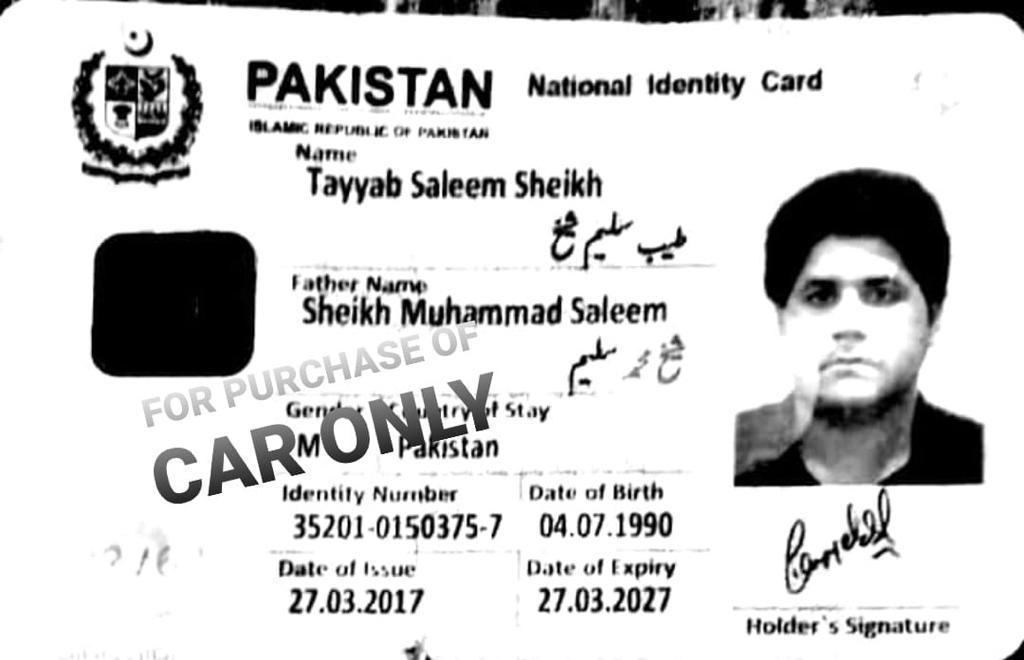 PAKISTAN National Identity Card
ISLAMIC REPUBLIC OF PAKISTAN
Name
Tayyab Saleem Sheikh
طیب سلیم شیخ
Father Name
Sheikh Muhammad Saleem
شیخ محمد سلیم
FOR PURCHASE OF
CAR ONLY
Gender Country of Stay
M Pakistan
Identity Number Date of Birth
35201-0150375-7 04.07.1990
Date of Issue Date of Expiry
27.03.2017 27.03.2027
Holder's Signature